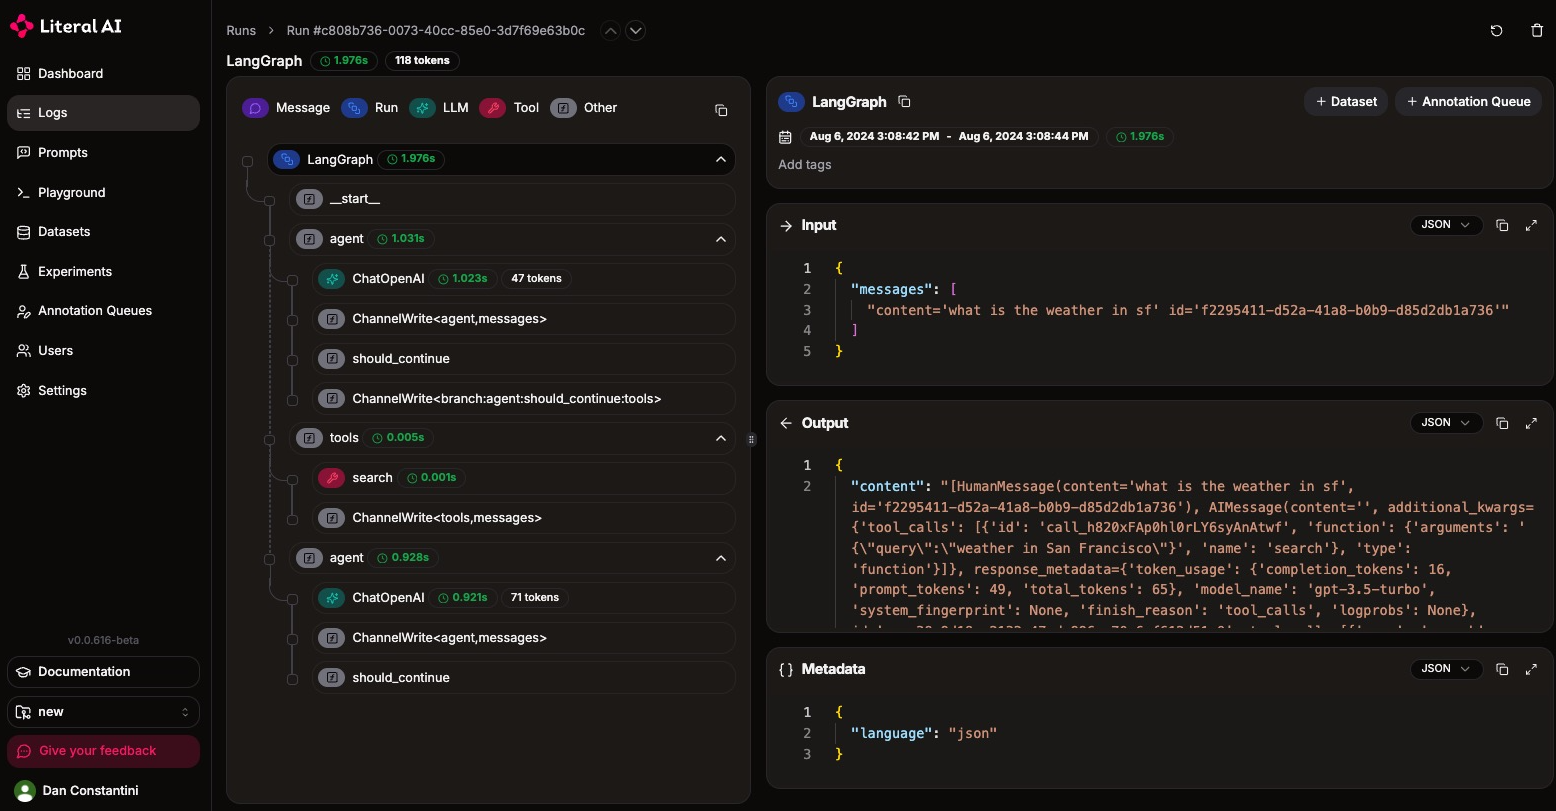 Literal AI
Dashboard
Logs
Prompts
Playground
Datasets
Experiments
Annotation Queues
Users
Settings
v0.0.616-beta
Documentation
new
Give your feedback
Dan Constantini
Runs > Run #c808b736-0073-40cc-85e0-3d7f69e63b0c
LangGraph 1.976s 118 tokens
Message Run LLM Tool Other
LangGraph 1.976s
__start__
agent 1.031s
ChatOpenAI 1.023s 47 tokens
ChannelWrite<agent,messages>
should_continue
ChannelWrite<branch:agent:should_continue:tools>
tools 0.005s
search 0.001s
ChannelWrite<tools,messages>
agent 0.928s
ChatOpenAI 0.921s 71 tokens
ChannelWrite<agent,messages>
should_continue
LangGraph + Dataset + Annotation Queue
Aug 6, 2024 3:08:42 PM - Aug 6, 2024 3:08:44 PM 1.976s
Add tags
Input JSON
1 {
2 "messages": [
3 "content='what is the weather in sf' id='f2295411-d52a-41a8-b0b9-d85d2db1a736'"
4 ]
5 }
Output JSON
1 {
2 "content": "[HumanMessage(content='what is the weather in sf',
id='f2295411-d52a-41a8-b0b9-d85d2db1a736'), AIMessage(content='', additional_kwargs=
{'tool_calls': [{'id': 'call_h820xFAp0hl0rLY6syAnAtwf', 'function': {'arguments': '
{\"query\":\"weather in San Francisco\"}', 'name': 'search'}, 'type':
'function'}]}, response_metadata={'token_usage': {'completion_tokens': 16,
'prompt_tokens': 49, 'total_tokens': 65}, 'model_name': 'gpt-3.5-turbo',
'system_fingerprint': None, 'finish_reason': 'tool_calls', 'logprobs': None},
{} Metadata JSON
1 {
2 "language": "json"
3 }